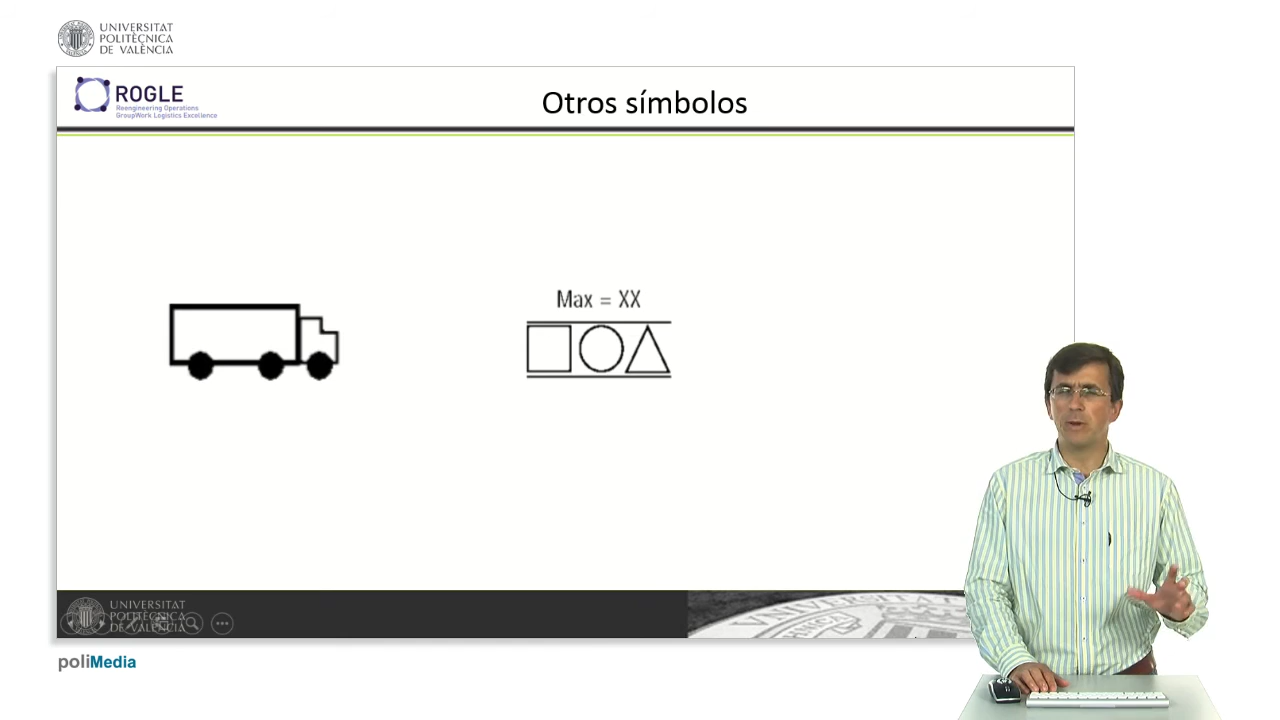 UNIVERSITAT
POLITÈCNICA
DE VALÈNCIA
ROGLE
Reengineering Operations
GroupWork Logistics Excellence
Otros símbolos
Max = XX
UNIVERSITAT
POLITÈCNICA
DE VALÈNCIA
poliMedia